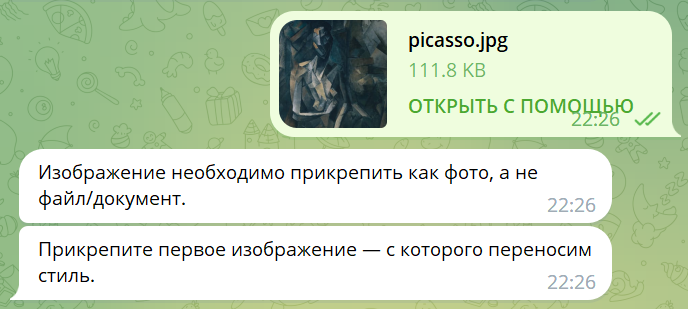 picasso.jpg
111.8 KB
ОТКРЫТЬ С ПОМОЩЬЮ
22:26
Изображение необходимо прикрепить как фото, а не
файл/документ.
22:26
Прикрепите первое изображение — с которого переносим
стиль.
22:26